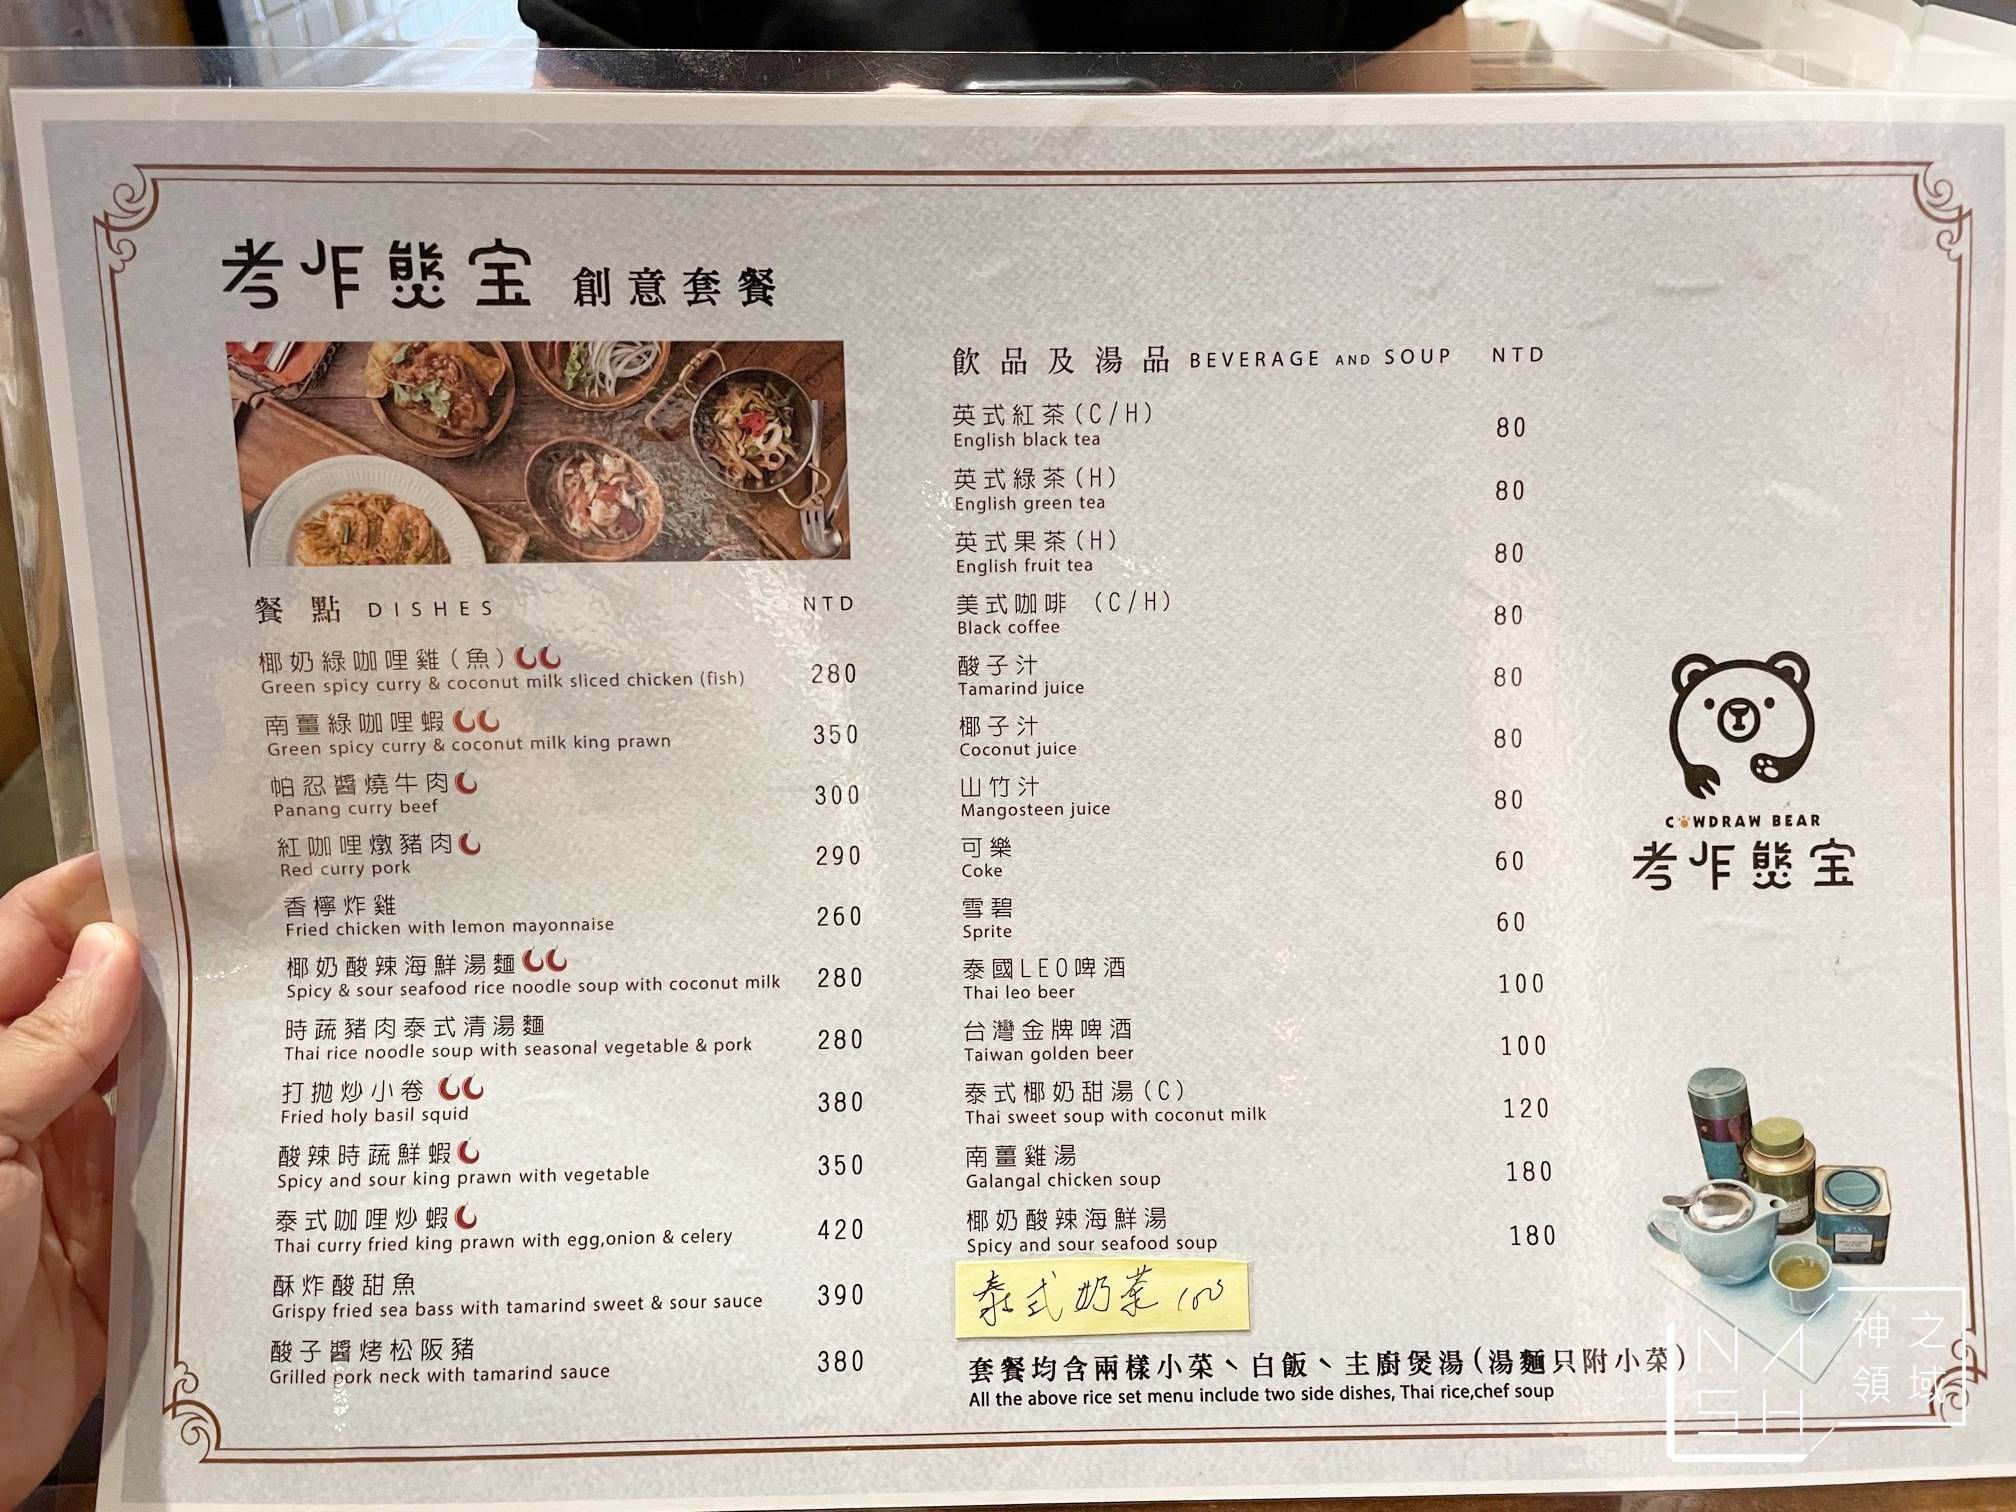 考乍熊宝 創意套餐
餐點 DISHES NTD
椰奶綠咖哩雞(魚)
Green spicy curry & coconut milk sliced chicken (fish) 280
南薑綠咖哩蝦
Green spicy curry & coconut milk king prawn 350
帕忍醬燒牛肉
Panang curry beef 300
紅咖哩燉豬肉
Red curry pork 290
香檸炸雞
Fried chicken with lemon mayonnaise 260
椰奶酸辣海鮮湯麵
Spicy & sour seafood rice noodle soup with coconut milk 280
時蔬豬肉泰式清湯麵
Thai rice noodle soup with seasonal vegetable & pork 280
打拋炒小卷
Fried holy basil squid 380
酸辣時蔬鮮蝦
Spicy and sour king prawn with vegetable 350
泰式咖哩炒蝦
Thai curry fried king prawn with egg,onion & celery 420
酥炸酸甜魚
Grispy fried sea bass with tamarind sweet & sour sauce 390
酸子醬烤松阪豬
Grilled pork neck with tamarind sauce 380
飲品及湯品 BEVERAGE AND SOUP NTD
英式紅茶(C/H)
English black tea 80
英式綠茶(H)
English green tea 80
英式果茶(H)
English fruit tea 80
美式咖啡 (C/H)
Black coffee 80
酸子汁
Tamarind juice 80
椰子汁
Coconut juice 80
山竹汁
Mangosteen juice 80
可樂
Coke 60
雪碧
Sprite 60
泰國LEO啤酒
Thai leo beer 100
台灣金牌啤酒
Taiwan golden beer 100
泰式椰奶甜湯(C)
Thai sweet soup with coconut milk 120
南薑雞湯
Galangal chicken soup 180
椰奶酸辣海鮮湯
Spicy and sour seafood soup 180
泰式奶茶 100
套餐均含兩樣小菜、白飯、主廚煲湯(湯麵只附小菜)
All the above rice set menu include two side dishes, Thai rice,chef soup
COWDRAW BEAR
考乍熊宝
神之
領域